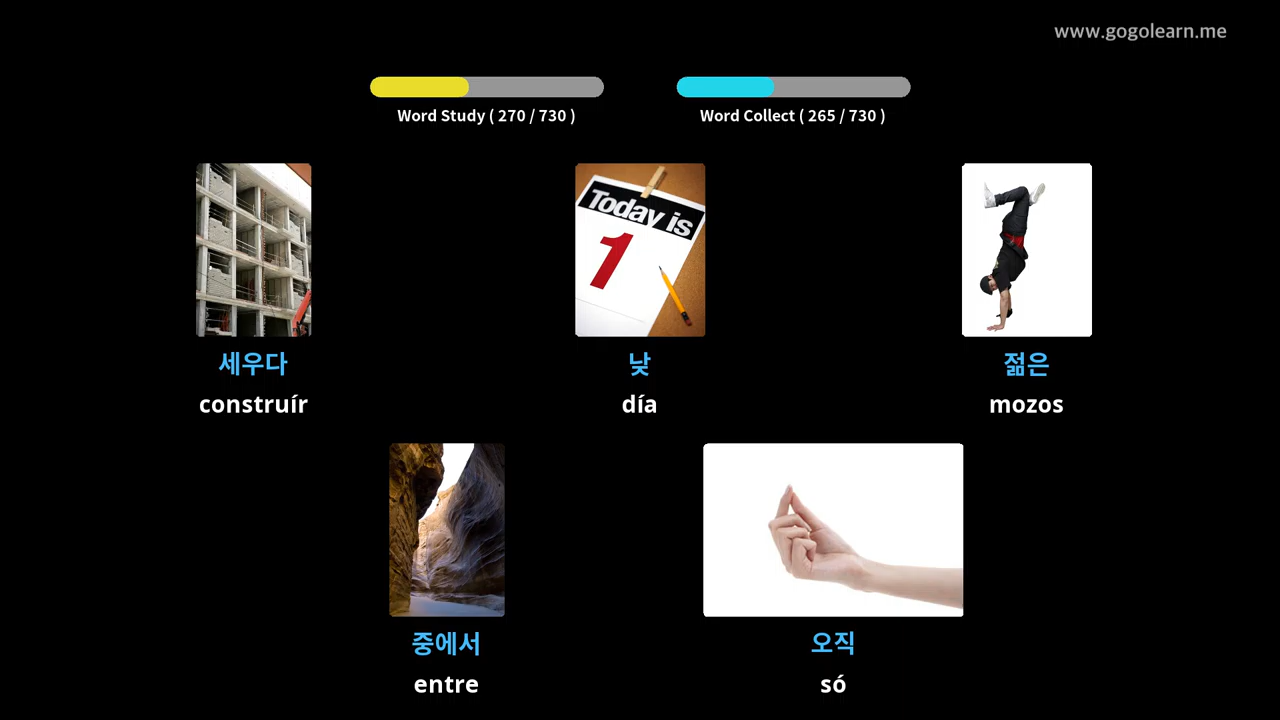 www.gogolearn.me
Word Study ( 270 / 730 )
Word Collect ( 265 / 730 )
Today is
1
세우다
construír
낮
día
젊은
mozos
중에서
entre
오직
só